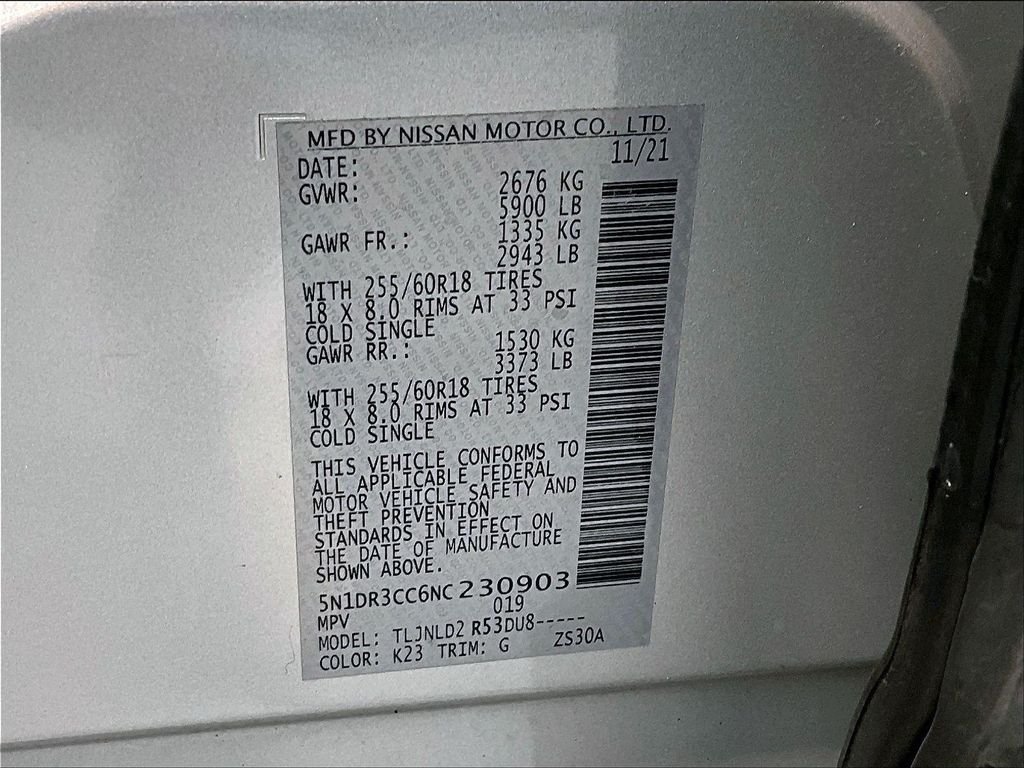 MFD BY NISSAN MOTOR CO., LTD.
DATE: 11/21
GVWR: 2676 KG
5900 LB
GAWR FR.: 1335 KG
2943 LB
WITH 255/60R18 TIRES
18 X 8.0 RIMS AT 33 PSI
COLD SINGLE
GAWR RR.: 1530 KG
3373 LB
WITH 255/60R18 TIRES
18 X 8.0 RIMS AT 33 PSI
COLD SINGLE
THIS VEHICLE CONFORMS TO
ALL APPLICABLE FEDERAL
MOTOR VEHICLE SAFETY AND
THEFT PREVENTION
STANDARDS IN EFFECT ON
THE DATE OF MANUFACTURE
SHOWN ABOVE.
5N1DR3CC6NC230903
MPV 019
MODEL: TLJNLD2 R53DU8-----
COLOR: K23 TRIM: G ZS30A